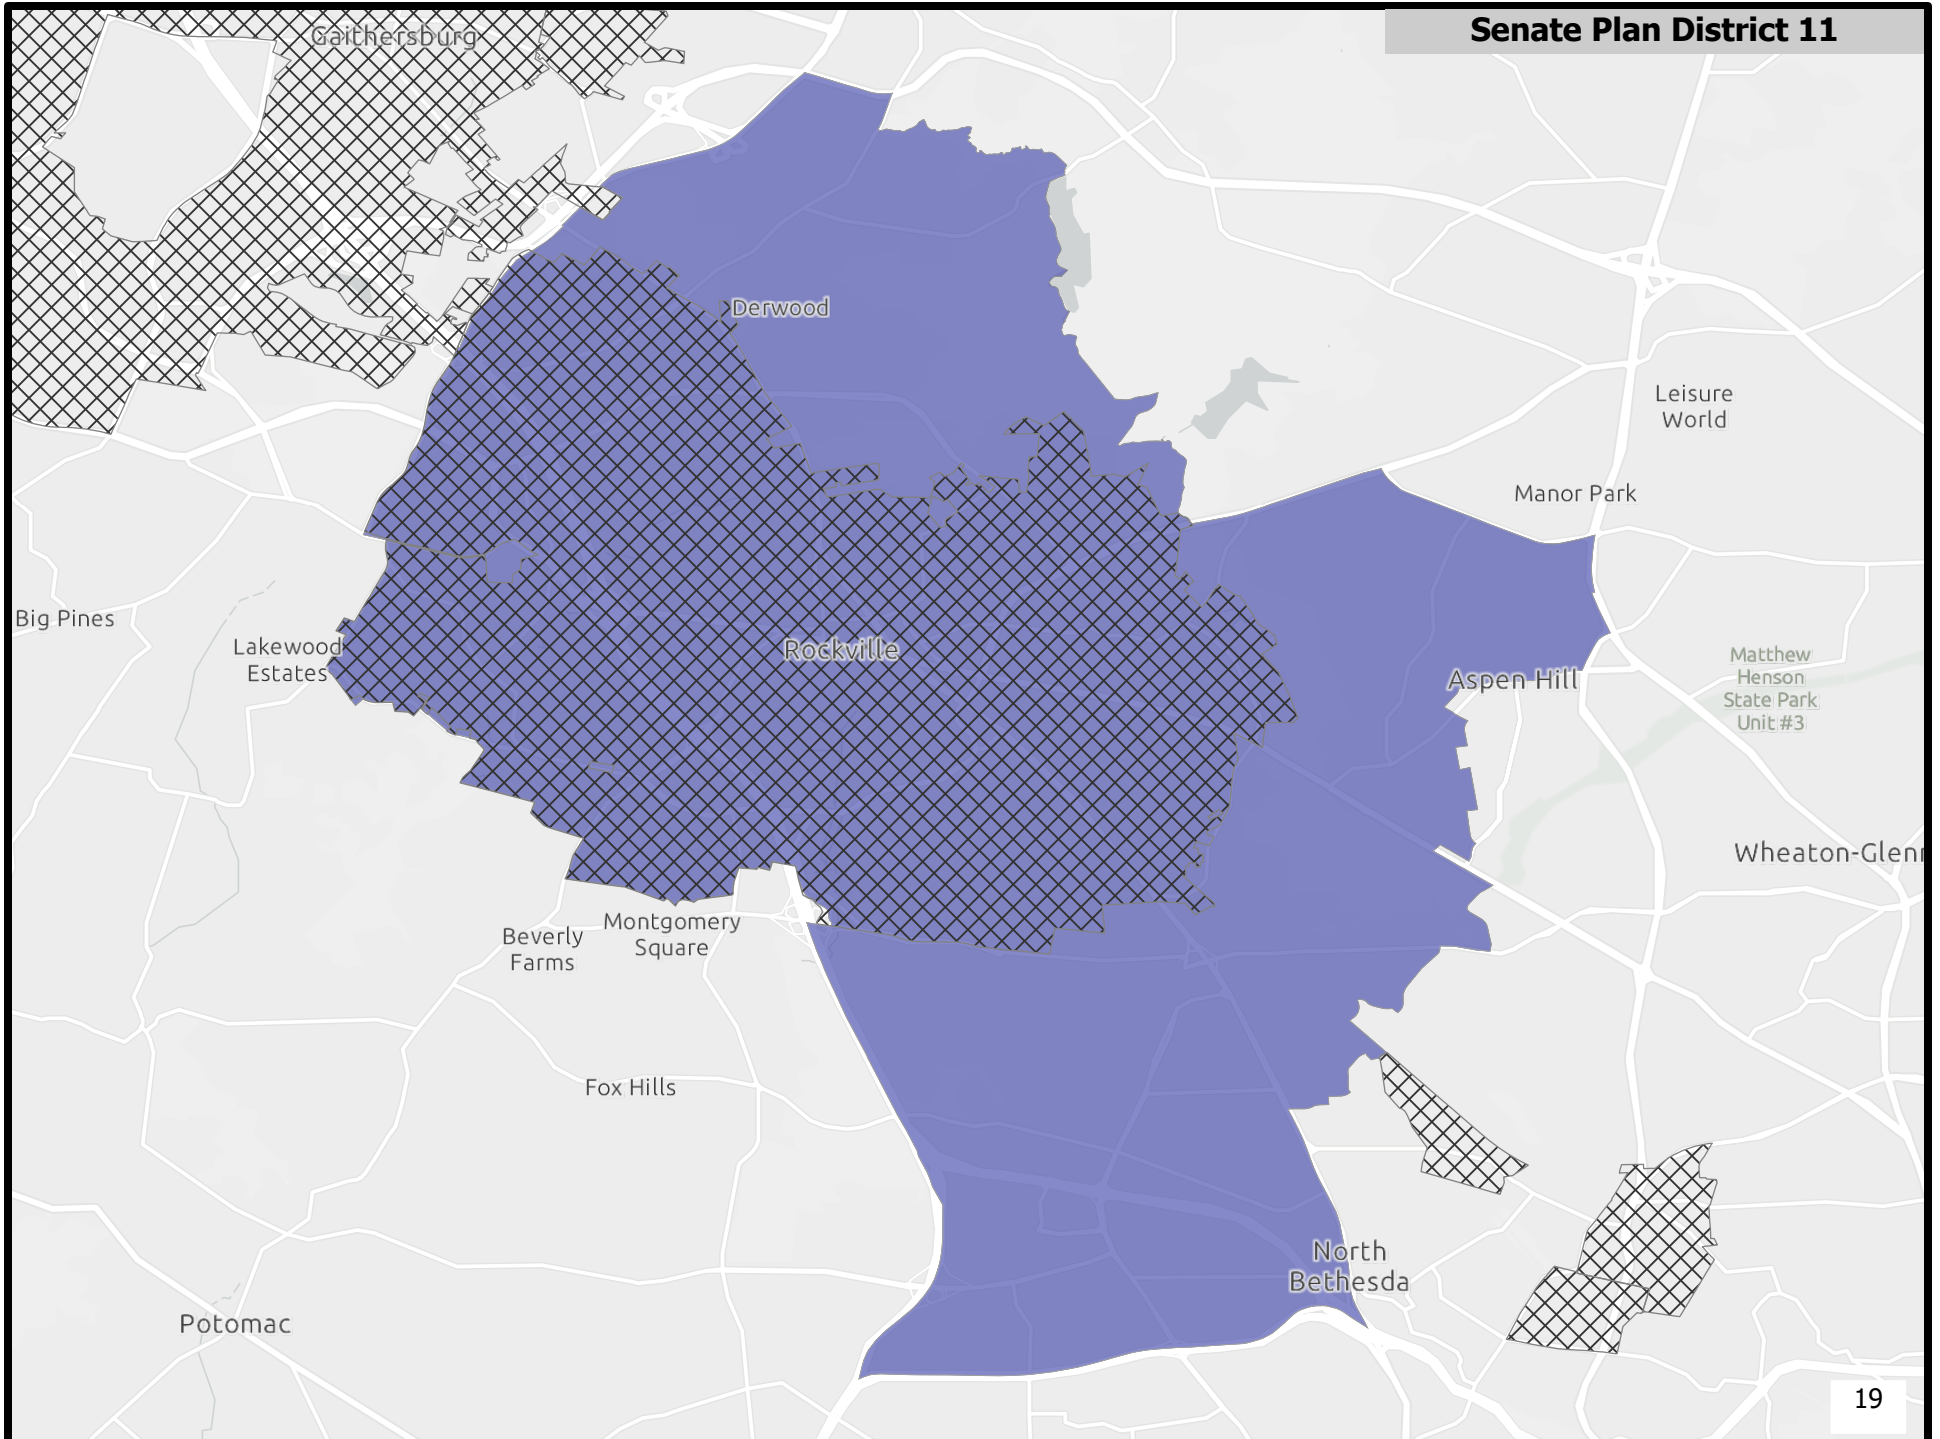 Senate Plan District 11
Gaithersburg
Derwood
Leisure
World
Manor Park
Big Pines
Lakewood
Estates
Rockville
Aspen Hill
Matthew
Henson
State Park
Unit #3
Wheaton-Glenn
Beverly
Farms
Montgomery
Square
Fox Hills
North
Bethesda
Potomac
19